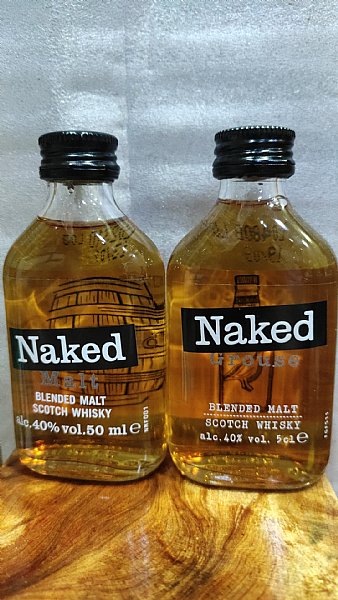 Naked
Malt
BLENDED MALT
SCOTCH WHISKY
alc.40% vol.50 ml e
Naked
Grouse
BLENDED MALT
SCOTCH WHISKY
alc.40% vol. 5cl e